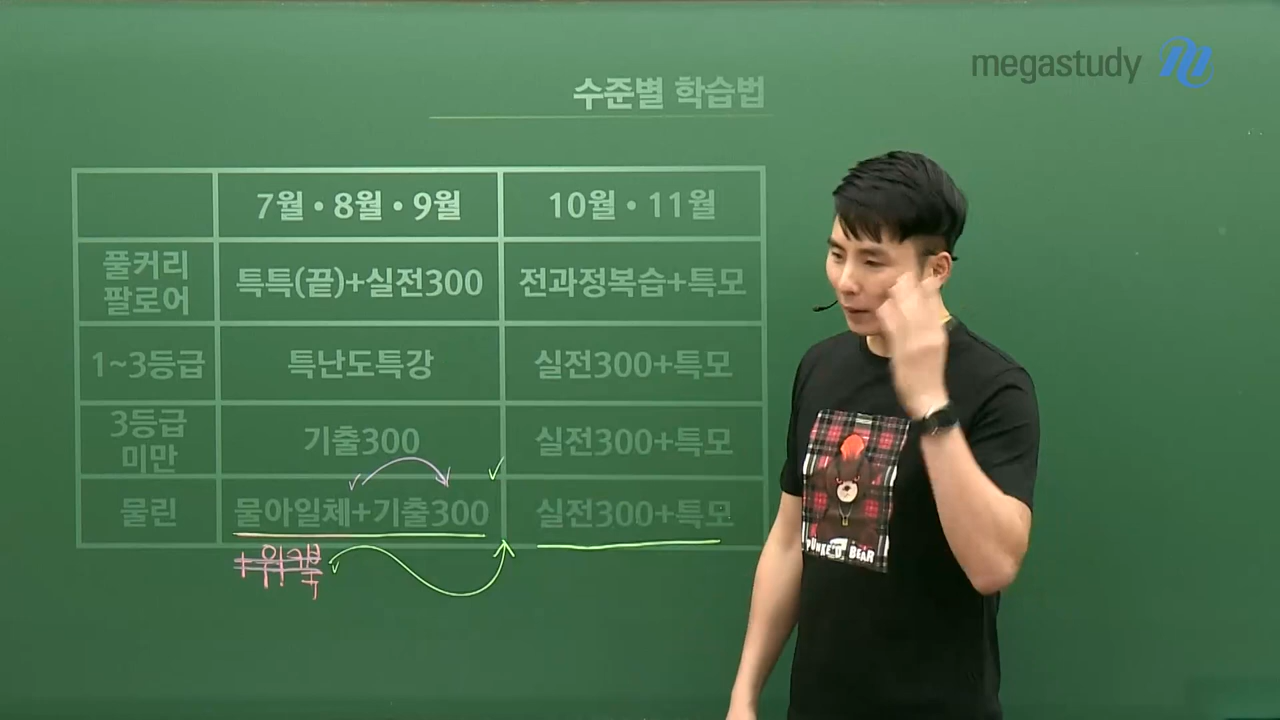 megastudy
수준별 학습법
7월・8월・9월
10월・11월
풀커리
팔로어
특특(끝)+실전300
전과정복습+특모
1~3등급
특난도특강
실전300+특모
3등급
미만
기출300
실전300+특모
물린
물아일체+기출300
실전300+특모
+위클북
BEAR